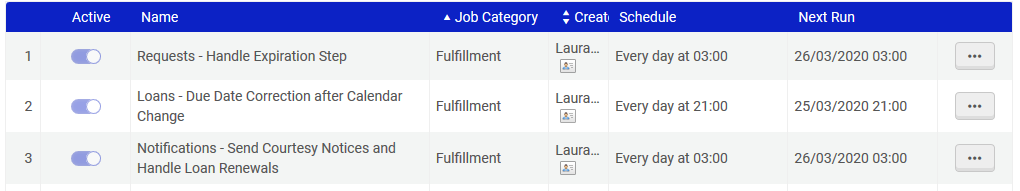 Active Name Job Category Create Schedule Next Run
1 Requests - Handle Expiration Step Fulfillment Laura... Every day at 03:00 26/03/2020 03:00
2 Loans - Due Date Correction after Calendar Change Fulfillment Laura... Every day at 21:00 25/03/2020 21:00
3 Notifications - Send Courtesy Notices and Handle Loan Renewals Fulfillment Laura... Every day at 03:00 26/03/2020 03:00